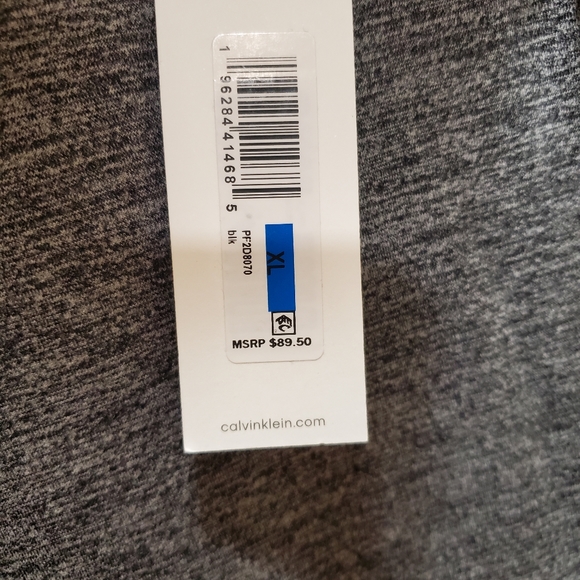 1 96284 41468 5
PF2D8070
blk
XL
MSRP $89.50
calvinklein.com